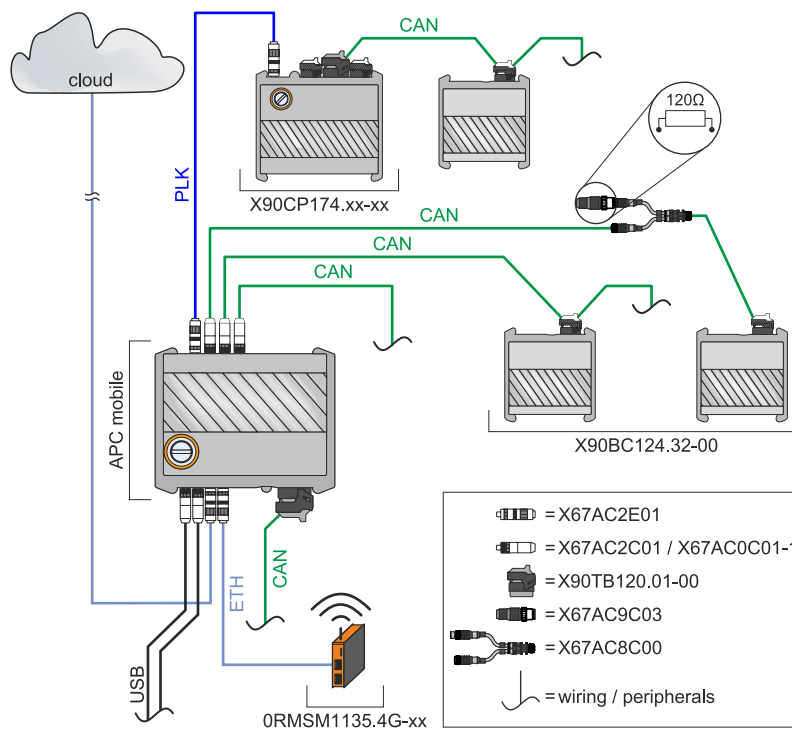 cloud
PLK
CAN
120Ω
X90CP174.xx-xx
CAN
CAN
CAN
APC mobile
X90BC124.32-00
USB
ETH
CAN
0RMSM1135.4G-xx
= X67AC2E01
= X67AC2C01 / X67AC0C01-1
= X90TB120.01-00
= X67AC9C03
= X67AC8C00
= wiring / peripherals